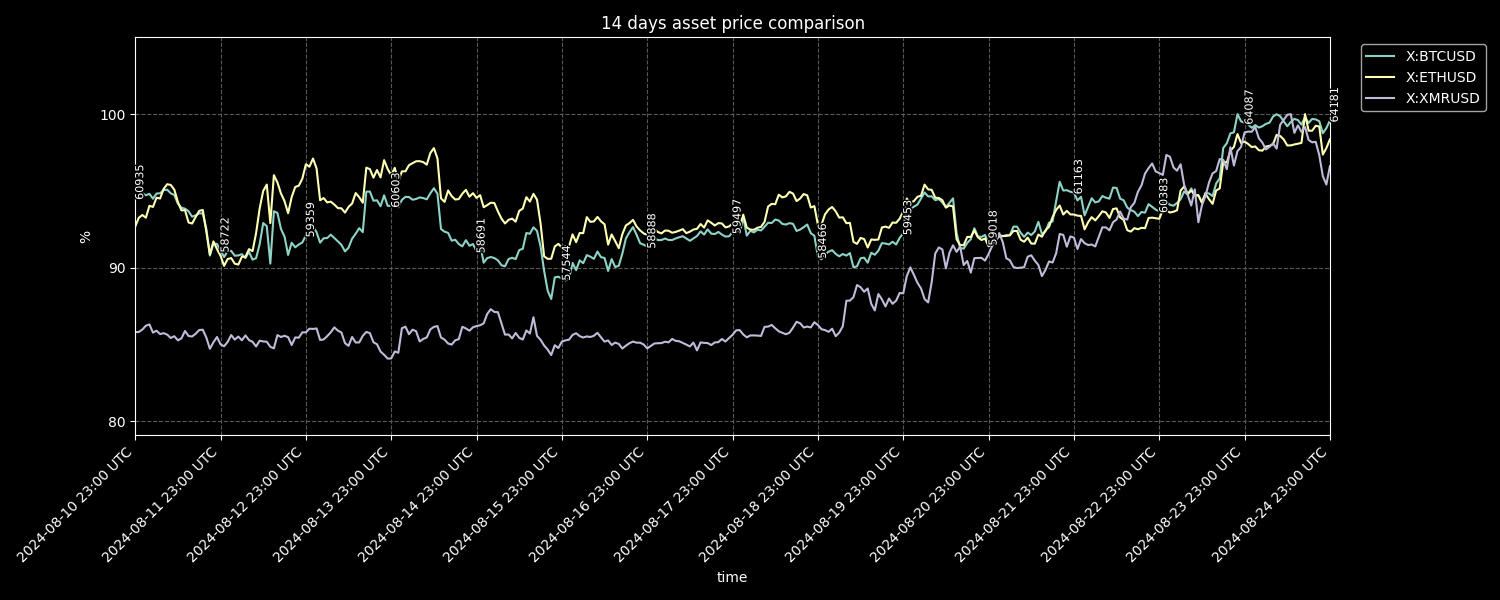 14 days asset price comparison
X:BTCUSD
X:ETHUSD
X:XMRUSD
100
90
80
%
60935
58722
59359
60603
58691
57544
58888
59497
58466
59453
59018
61163
60383
64087
64181
2024-08-10 23:00 UTC
2024-08-11 23:00 UTC
2024-08-12 23:00 UTC
2024-08-13 23:00 UTC
2024-08-14 23:00 UTC
2024-08-15 23:00 UTC
2024-08-16 23:00 UTC
2024-08-17 23:00 UTC
2024-08-18 23:00 UTC
2024-08-19 23:00 UTC
2024-08-20 23:00 UTC
2024-08-21 23:00 UTC
2024-08-22 23:00 UTC
2024-08-23 23:00 UTC
2024-08-24 23:00 UTC
time